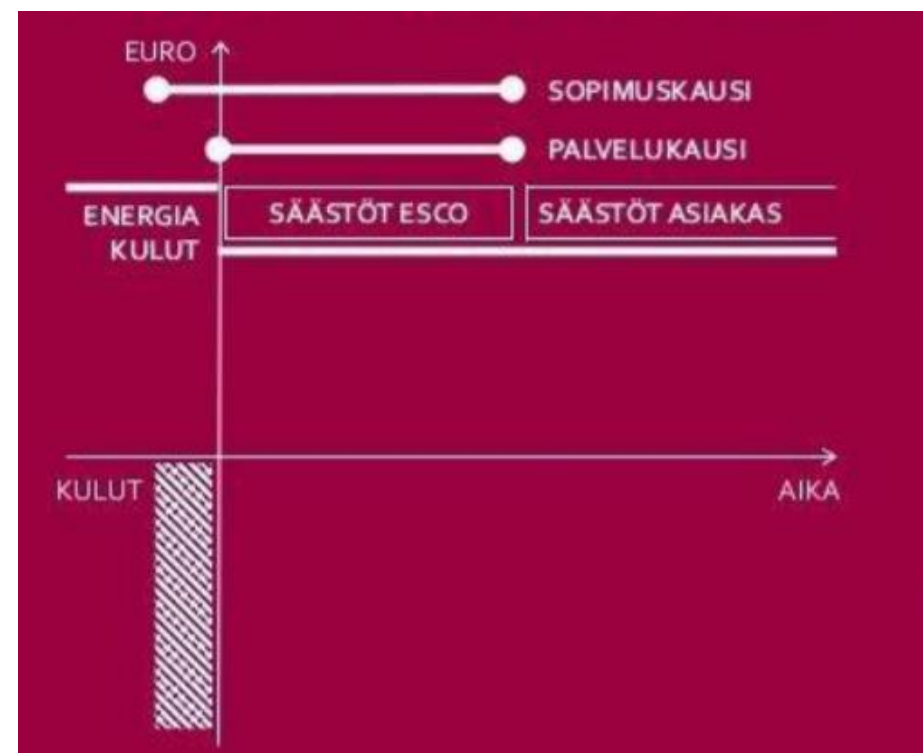 EURO
SOPIMUSKAUSI
PALVELUKAUSI
ENERGIA
KULUT
SÄÄSTÖT ESCO
SÄÄSTÖT ASIAKAS
KULUT
AIKA